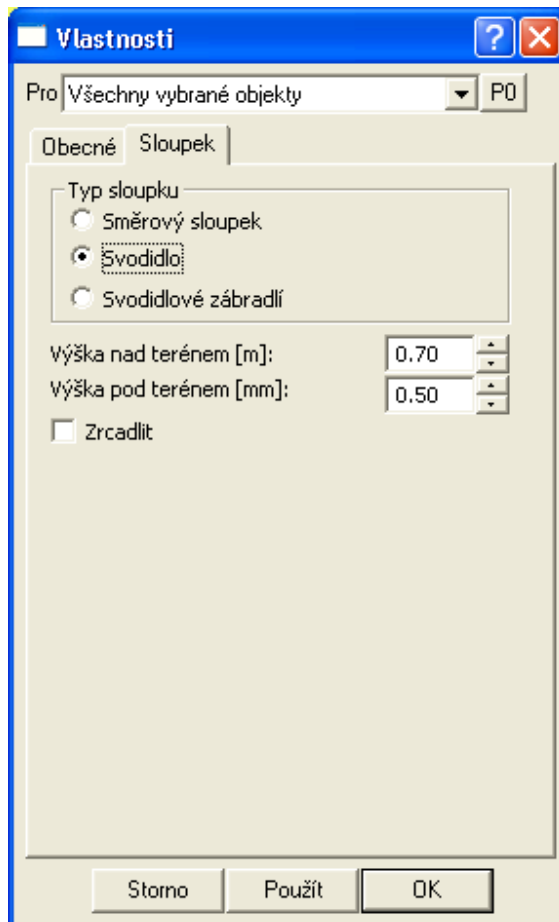 Vlastnosti
Pro Všechny vybrané objekty P0
Obecné Sloupek
Typ sloupku
Směrový sloupek
Svodidlo
Svodidlové zábradlí
Výška nad terénem [m]: 0.70
Výška pod terénem [mm]: 0.50
Zrcadlit
Storno Použít OK